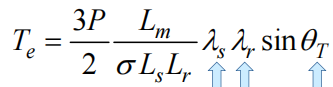 T_e = \frac{3P}{2} \frac{L_m}{\sigma L_s L_r} \lambda_s \lambda_r \sin \theta_T